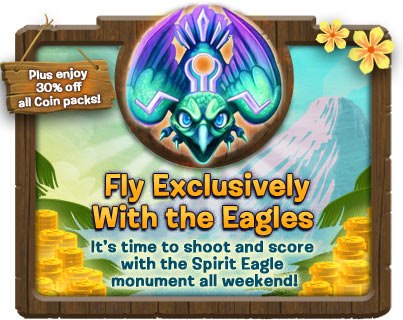 Plus enjoy
30% off
all Coin packs!
Fly Exclusively
With the Eagles
It's time to shoot and score
with the Spirit Eagle
monument all weekend!